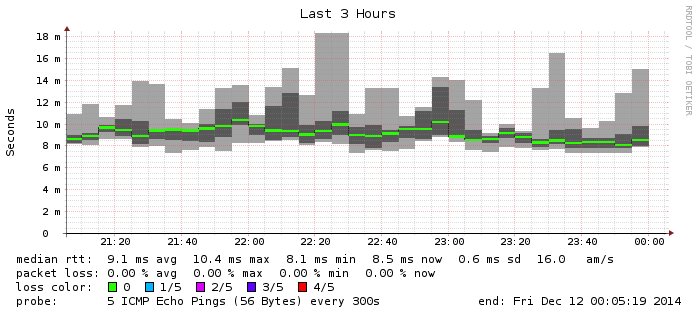 Last 3 Hours
RRDTOOL / TOBI OETIKER
Seconds
18 m
16 m
14 m
12 m
10 m
8 m
6 m
4 m
2 m
0
21:20 21:40 22:00 22:20 22:40 23:00 23:20 23:40 00:00
median rtt: 9.1 ms avg 10.4 ms max 8.1 ms min 8.5 ms now 0.6 ms sd 16.0 am/s
packet loss: 0.00 % avg 0.00 % max 0.00 % min 0.00 % now
loss color: 0 1/5 2/5 3/5 4/5
probe: 5 ICMP Echo Pings (56 Bytes) every 300s end: Fri Dec 12 00:05:19 2014